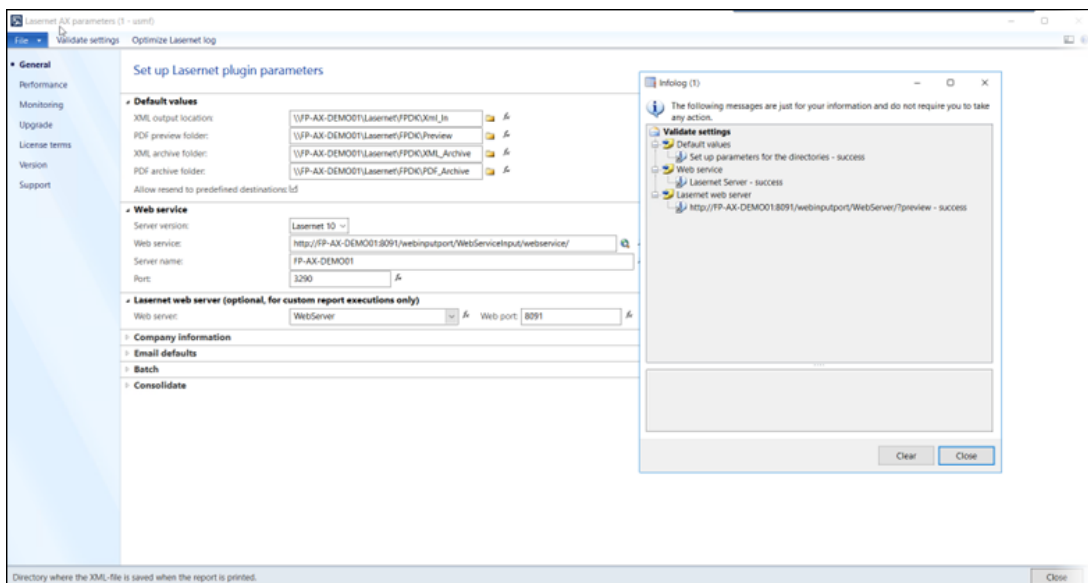 Lasernet AX parameters (1 - usmf)
File
Validate settings
Optimize Lasernet log
General
Performance
Monitoring
Upgrade
License terms
Version
Support
Set up Lasernet plugin parameters
Default values
XML output location:
\\FP-AX-DEMO01\Lasernet\FPDK\Xml_In
PDF preview folder:
\\FP-AX-DEMO01\Lasernet\FPDK\Preview
XML archive folder:
\\FP-AX-DEMO01\Lasernet\FPDK\XML_Archive
PDF archive folder:
\\FP-AX-DEMO01\Lasernet\FPDK\PDF_Archive
Allow resend to predefined destinations:
Web service
Server version:
Lasernet 10
Web service:
http://FP-AX-DEMO01:8091/webinputport/WebServiceInput/webservice/
Server name:
FP-AX-DEMO01
Port:
3290
Lasernet web server (optional, for custom report executions only)
Web server:
WebServer
Web port:
8091
Company information
Email defaults
Batch
Consolidate
Infolog (1)
The following messages are just for your information and do not require you to take
any action.
Validate settings
Default values
Set up parameters for the directories - success
Web service
Lasernet Server - success
Lasernet web server
http://FP-AX-DEMO01:8091/webinputport/WebServer/?preview - success
Clear
Close
Directory where the XML-file is saved when the report is printed.
Close